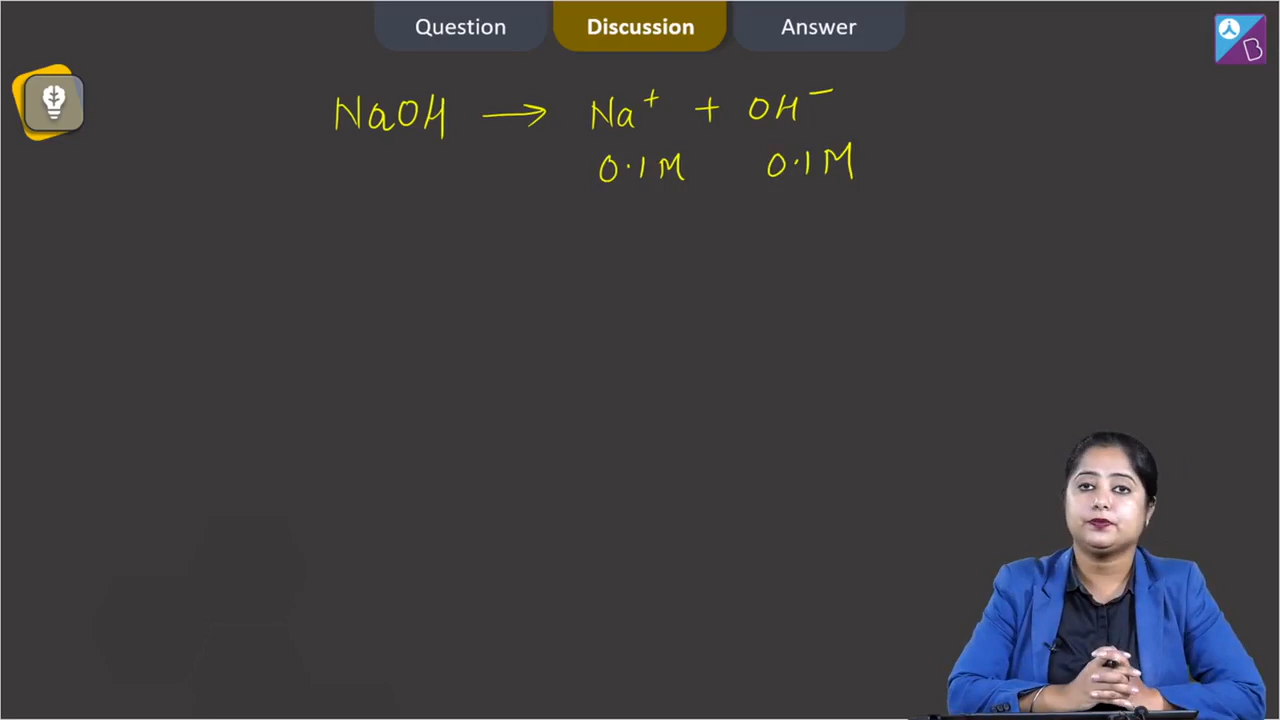 Question Discussion Answer
NaOH → Na⁺ + OH⁻
0.1M 0.1M
B